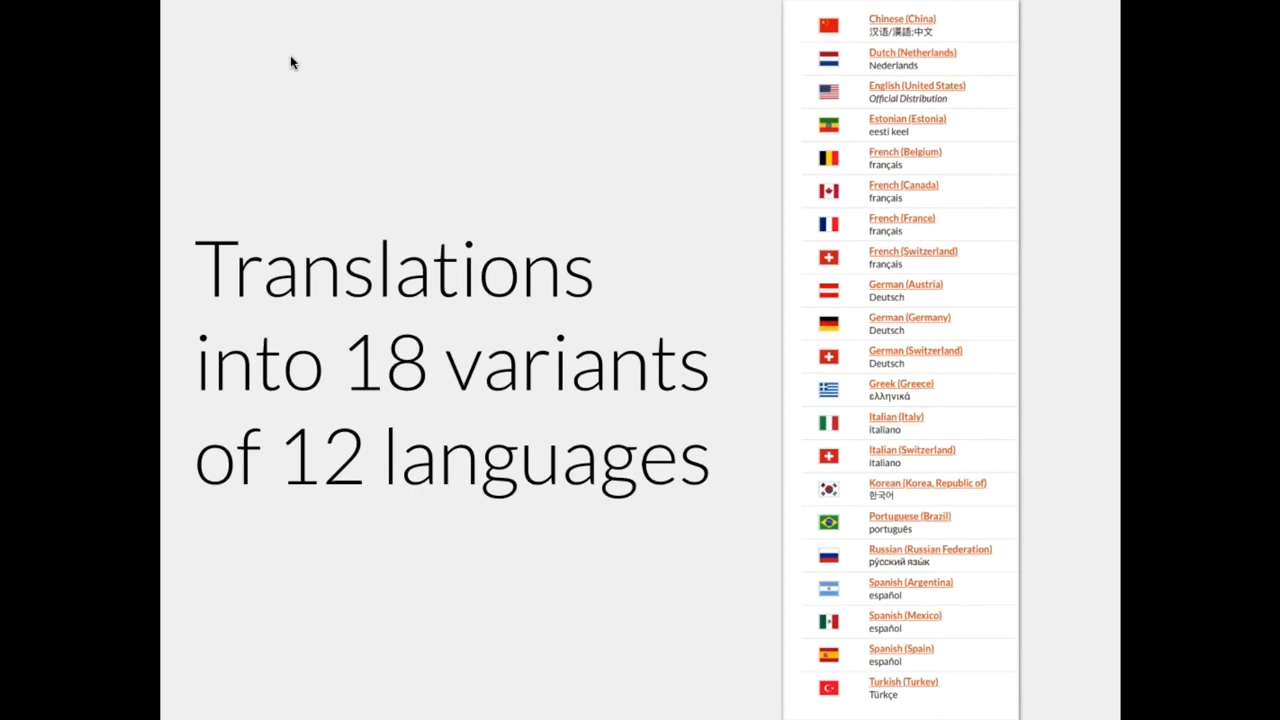 Translations
into 18 variants
of 12 languages
Chinese (China)
汉语/漢語;中文
Dutch (Netherlands)
Nederlands
English (United States)
Official Distribution
Estonian (Estonia)
eesti keel
French (Belgium)
français
French (Canada)
français
French (France)
français
French (Switzerland)
français
German (Austria)
Deutsch
German (Germany)
Deutsch
German (Switzerland)
Deutsch
Greek (Greece)
ελληνικά
Italian (Italy)
italiano
Italian (Switzerland)
italiano
Korean (Korea, Republic of)
한국어
Portuguese (Brazil)
português
Russian (Russian Federation)
ру́сский язы́к
Spanish (Argentina)
español
Spanish (Mexico)
español
Spanish (Spain)
español
Turkish (Turkey)
Türkçe